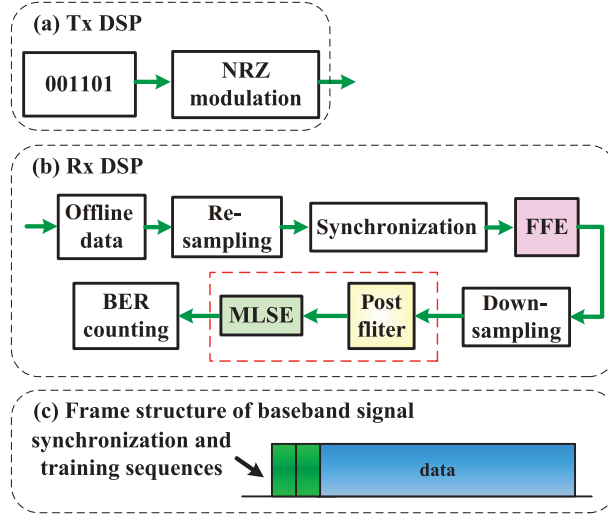 (a) Tx DSP
001101
NRZ
modulation
(b) Rx DSP
Offline
data
Re-
sampling
Synchronization
FFE
BER
counting
MLSE
Post
fliter
Down-
sampling
(c) Frame structure of baseband signal
synchronization and
training sequences
data